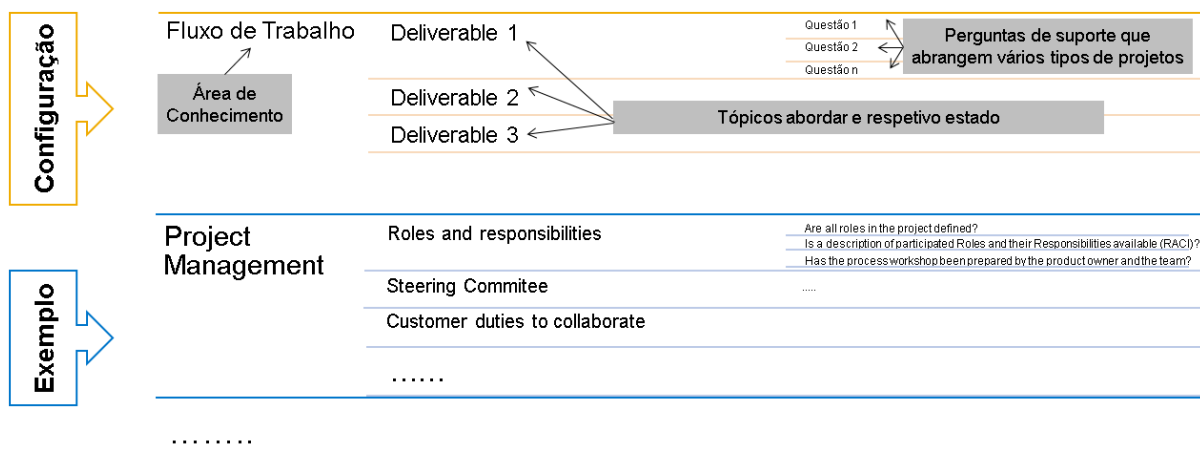 Configuração
Fluxo de Trabalho
Área de
Conhecimento
Deliverable 1
Deliverable 2
Deliverable 3
Questão 1
Questão 2
Questão n
Perguntas de suporte que
abrangem vários tipos de projetos
Tópicos abordar e respetivo estado
Exemplo
Project
Management
Roles and responsibilities
Are all roles in the project defined?
Is a description of participated Roles and their Responsibilities available (RACI)?
Has the process workshop been prepared by the product owner and the team?
Steering Commitee
.....
Customer duties to collaborate
......
........